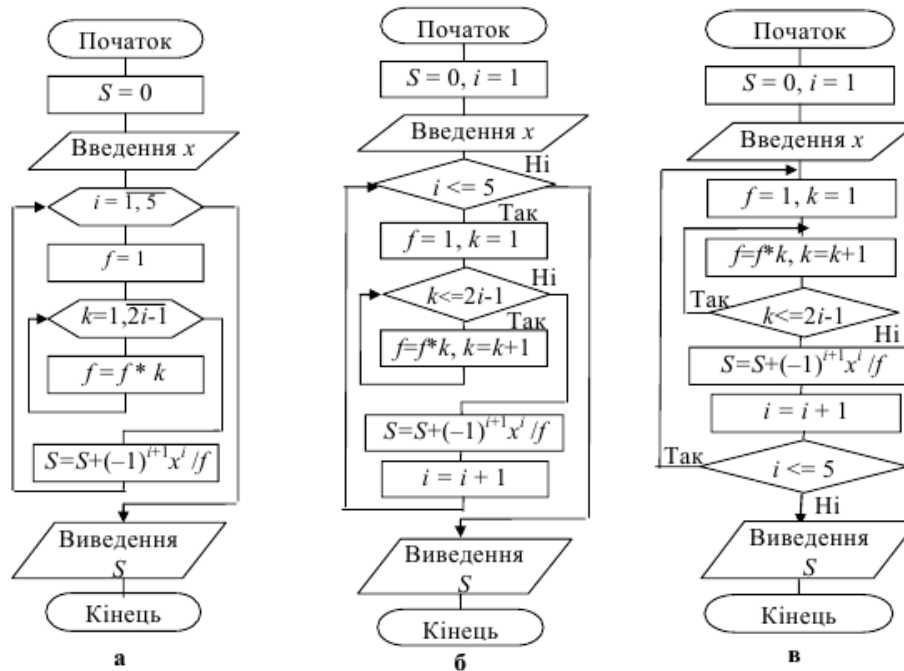 Початок
S = 0
Введення x
i = 1, 5
f = 1
k=1,2i-1
f = f * k
S=S+(–1)^{i+1}x^i /f
Виведення
S
Кінець
а
Початок
S = 0, i = 1
Введення x
Ні
i <= 5
Так
f = 1, k = 1
Ні
k<=2i-1
Так
f=f*k, k=k+1
S=S+(–1)^{i+1}x^i /f
i = i + 1
Виведення
S
Кінець
б
Початок
S = 0, i = 1
Введення x
f = 1, k = 1
f=f*k, k=k+1
Так
k<=2i-1
Ні
S=S+(–1)^{i+1}x^i /f
i = i + 1
Так
i <= 5
Ні
Виведення
S
Кінець
в